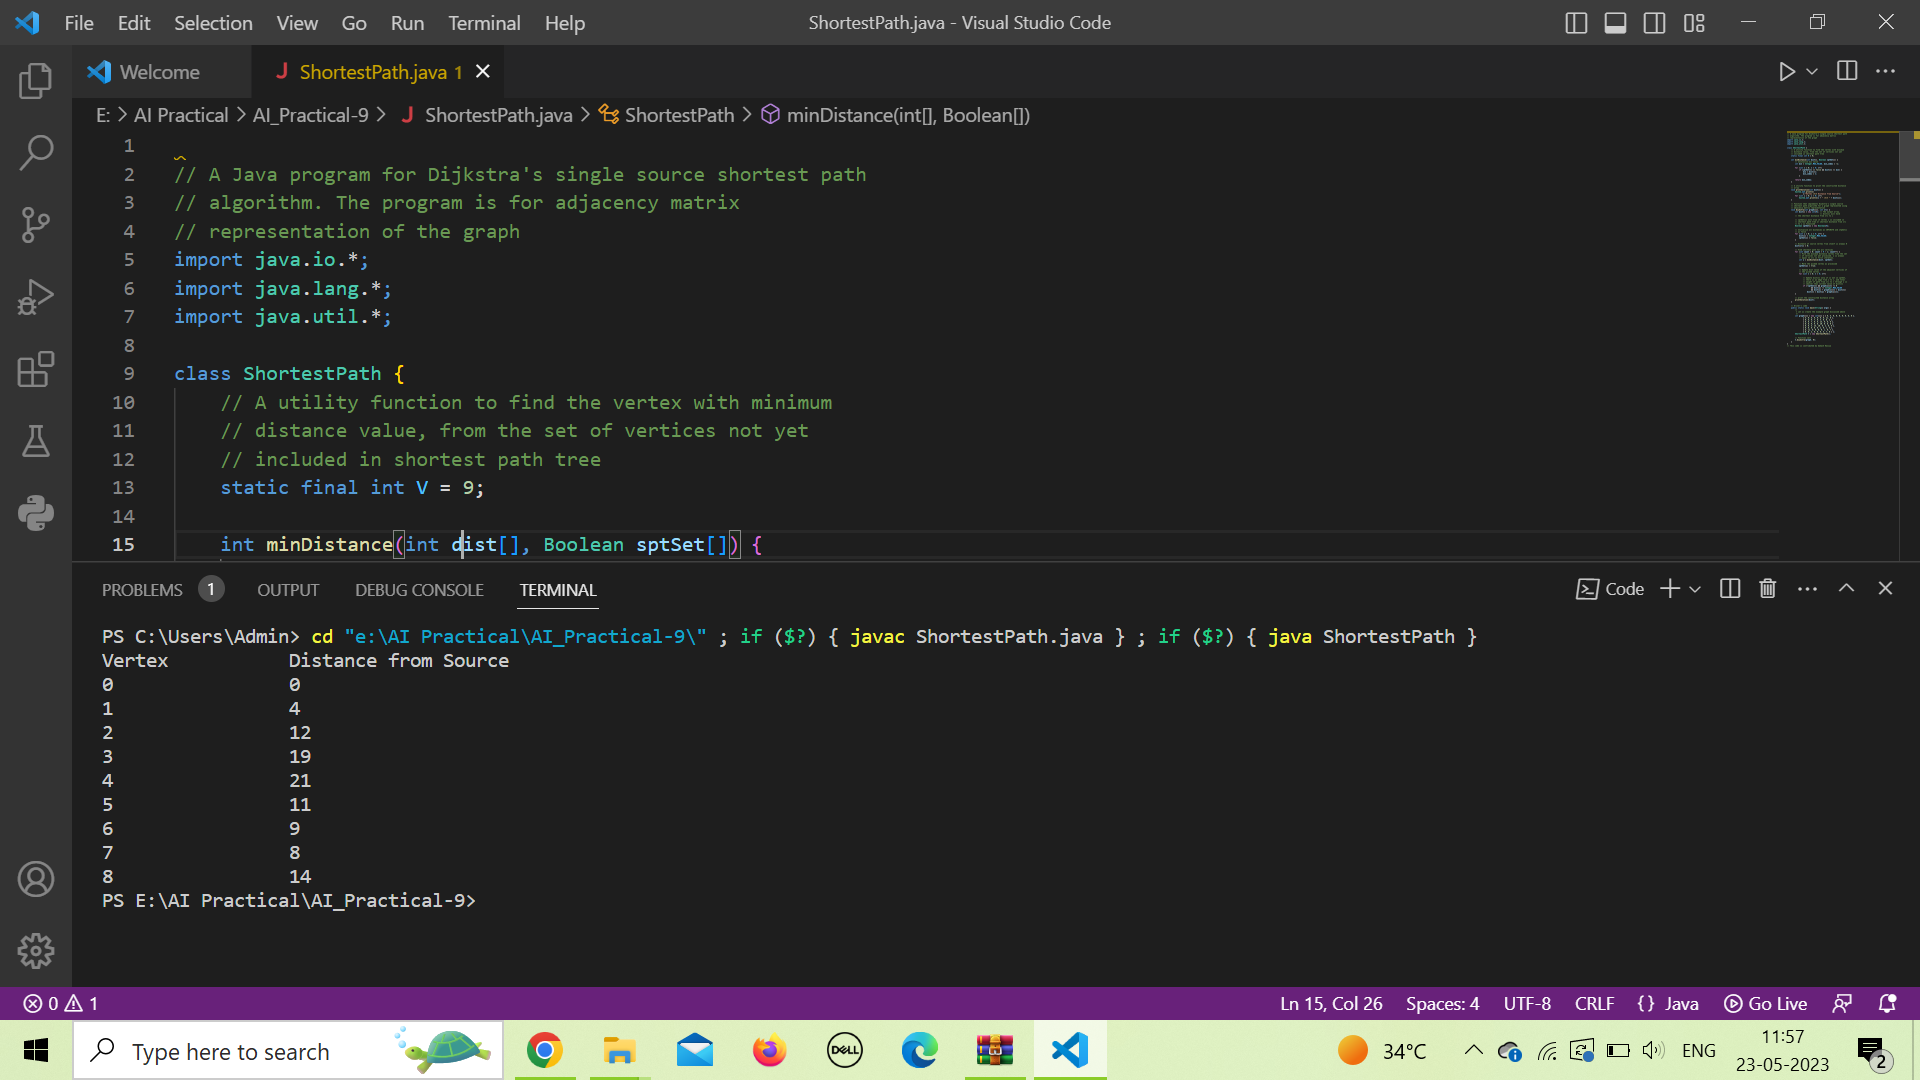 File Edit Selection View Go Run Terminal Help ShortestPath.java - Visual Studio Code
Welcome J ShortestPath.java 1
E: > AI Practical > AI_Practical-9 > J ShortestPath.java > ShortestPath > minDistance(int[], Boolean[])
1
2 // A Java program for Dijkstra's single source shortest path
3 // algorithm. The program is for adjacency matrix
4 // representation of the graph
5 import java.io.*;
6 import java.lang.*;
7 import java.util.*;
8
9 class ShortestPath {
10 // A utility function to find the vertex with minimum
11 // distance value, from the set of vertices not yet
12 // included in shortest path tree
13 static final int V = 9;
14
15 int minDistance(int dist[], Boolean sptSet[]) {
PROBLEMS 1 OUTPUT DEBUG CONSOLE TERMINAL Code
PS C:\Users\Admin> cd "e:\AI Practical\AI_Practical-9\" ; if ($?) { javac ShortestPath.java } ; if ($?) { java ShortestPath }
Vertex Distance from Source
0 0
1 4
2 12
3 19
4 21
5 11
6 9
7 8
8 14
PS E:\AI Practical\AI_Practical-9>
0 1 Ln 15, Col 26 Spaces: 4 UTF-8 CRLF {} Java Go Live
Type here to search DELL 34°C ENG 11:57
23-05-2023 2